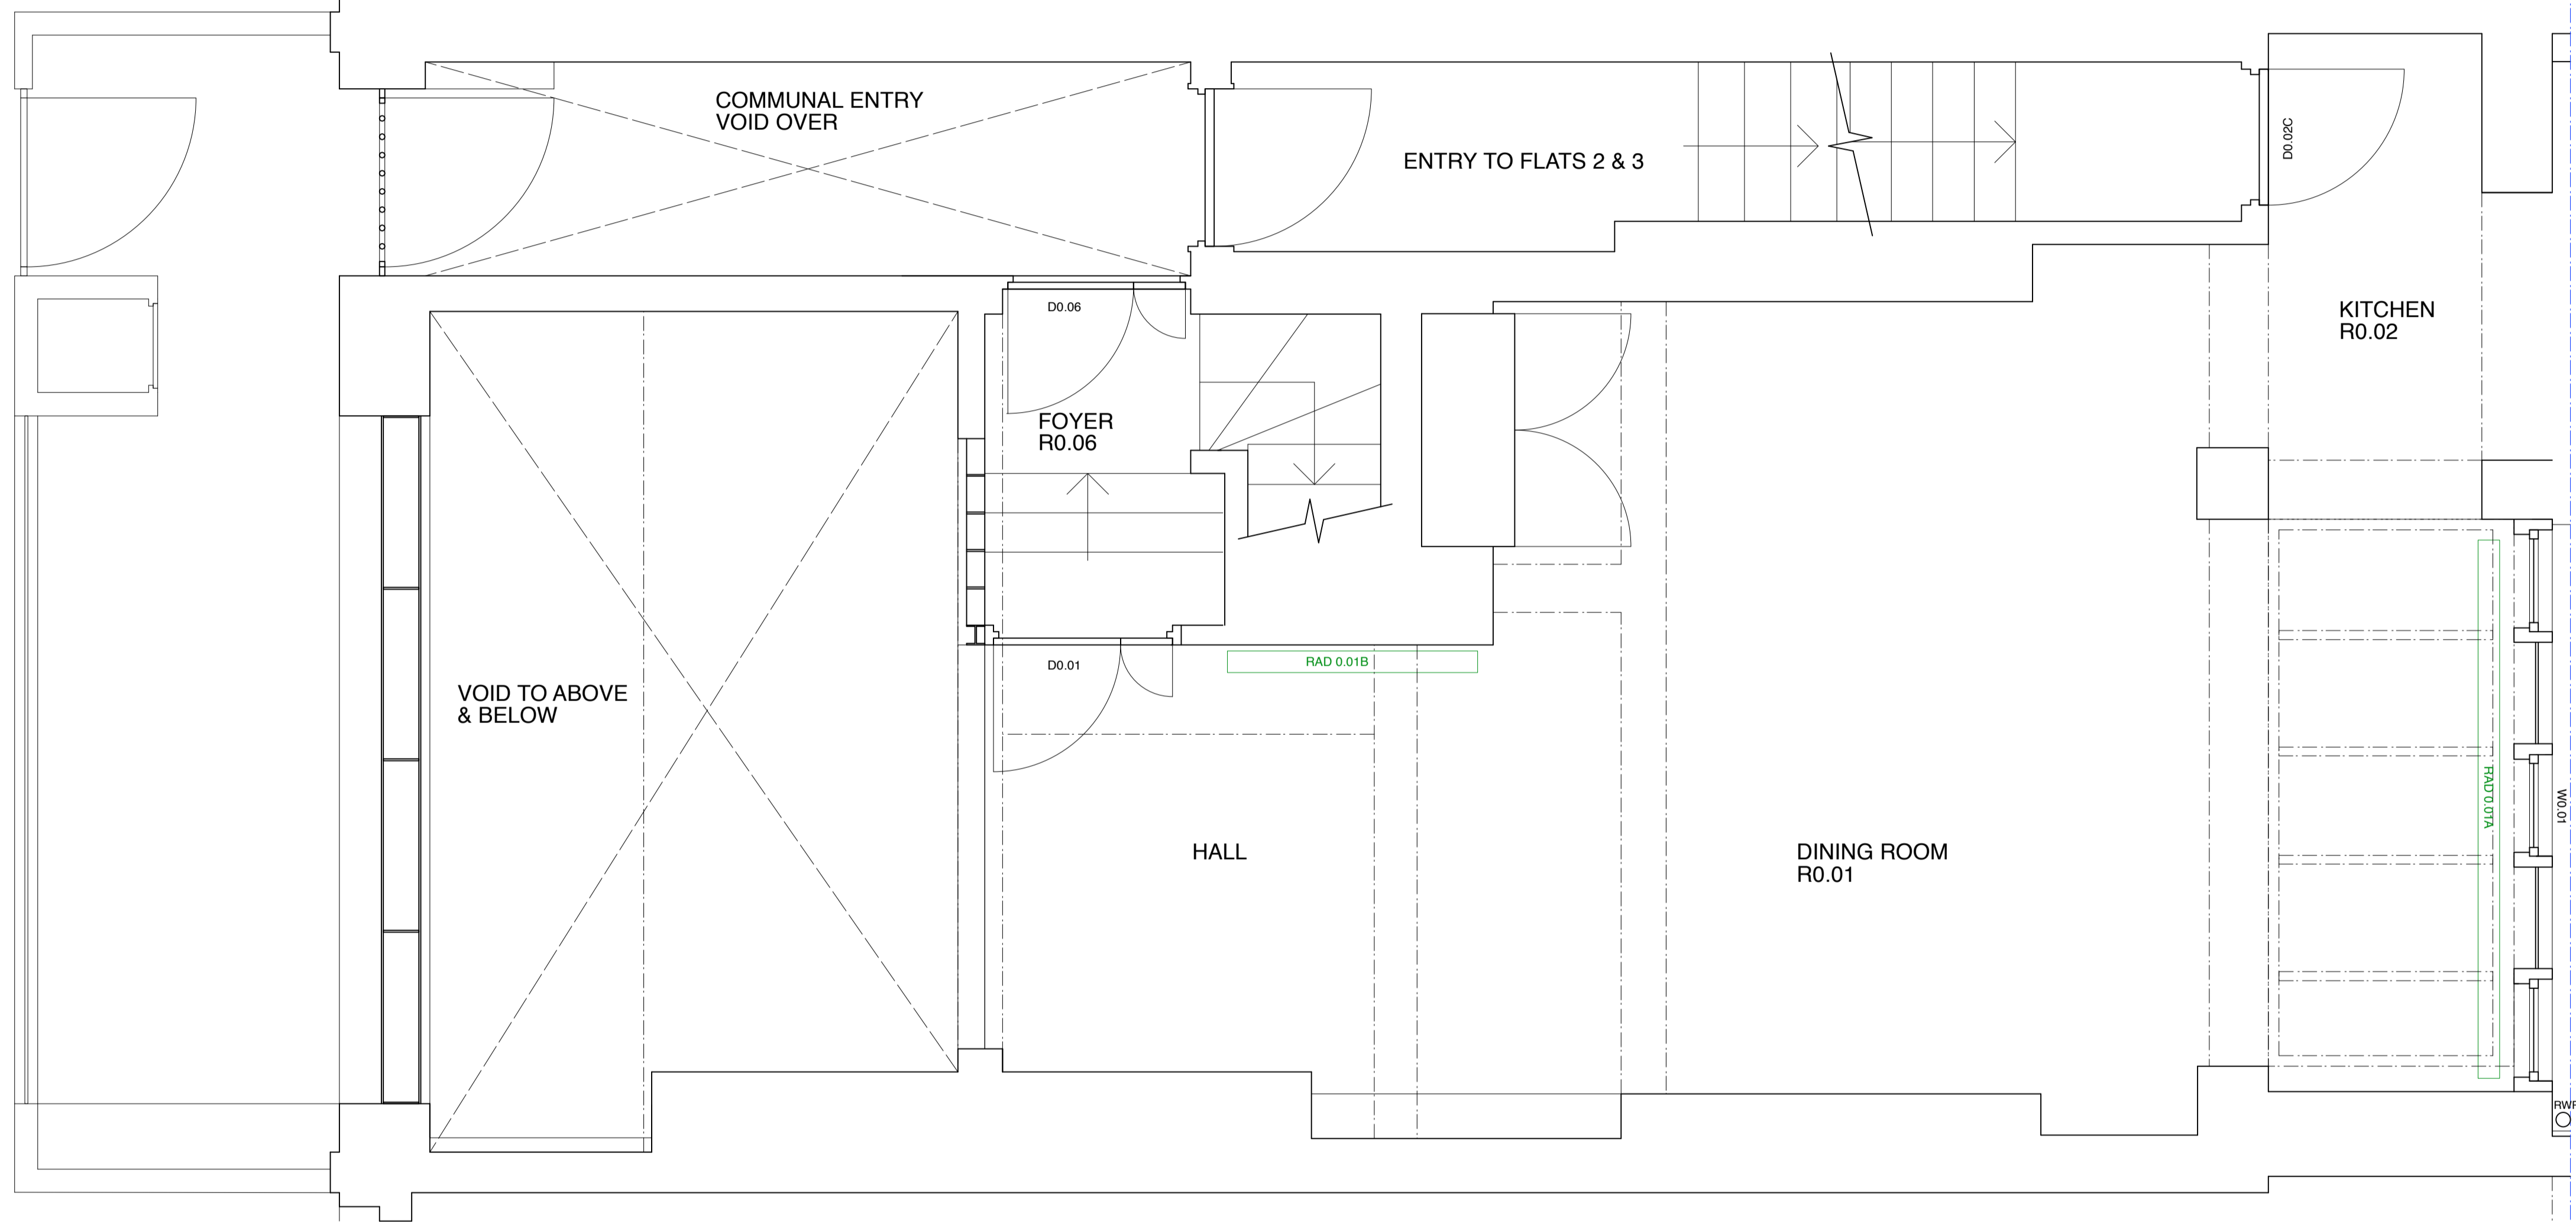 COMMUNAL ENTRY
VOID OVER
ENTRY TO FLATS 2 & 3
D0.02C
D0.06
KITCHEN
R0.02
FOYER
R0.06
D0.01
RAD 0.01B
VOID TO ABOVE
& BELOW
RAD 0.01A
W0.01
HALL
DINING ROOM
R0.01
RWP